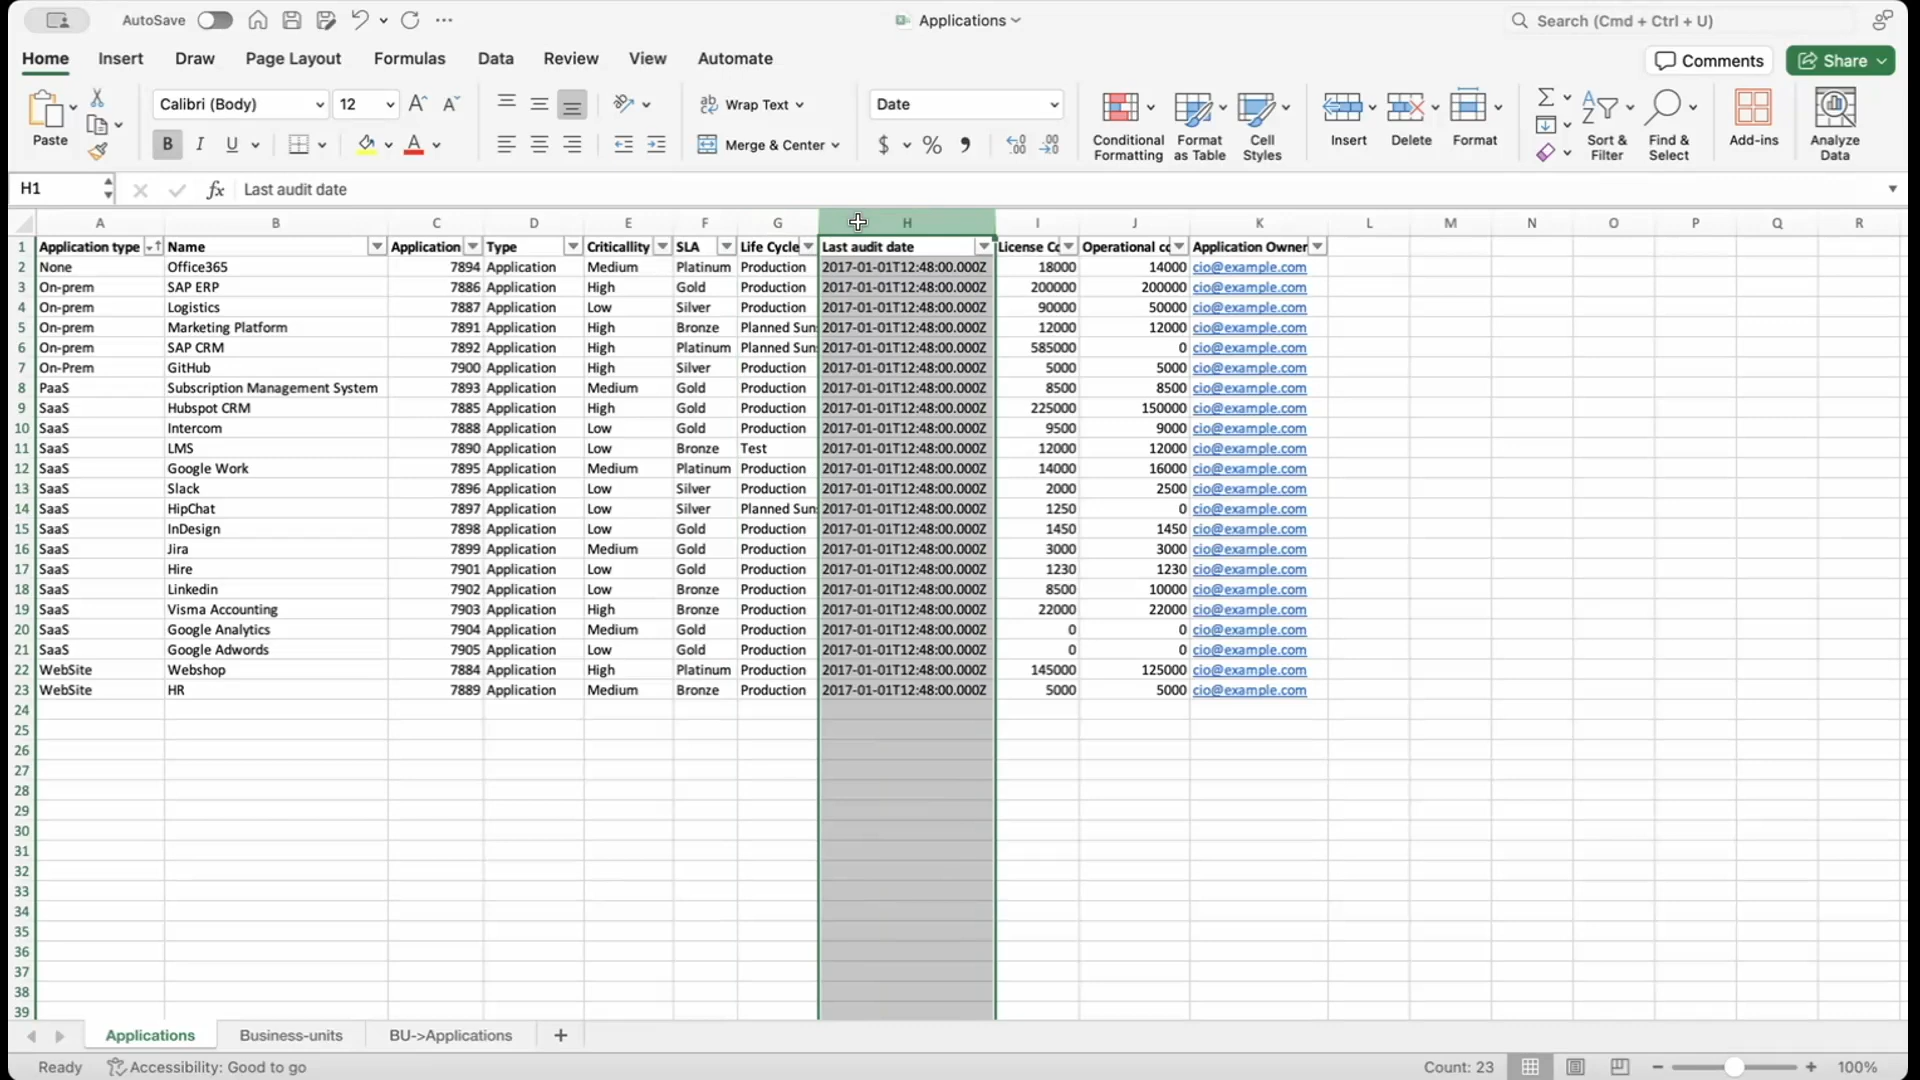 AutoSave
Applications
Search (Cmd + Ctrl + U)
Home Insert Draw Page Layout Formulas Data Review View Automate
Comments Share
Paste
Calibri (Body) 12
Wrap Text
Date
Merge & Center
B I U
$ % ,
Conditional Formatting
Format as Table
Cell Styles
Insert Delete Format
Sort & Filter
Find & Select
Add-ins
Analyze Data
H1 fx Last audit date
A B C D E F G H I J K L M N O P Q R
1 Application type Name Application Type Criticallity SLA Life Cycle Last audit date License Co Operational co Application Owner
2 None Office365 7894 Application Medium Platinum Production 2017-01-01T12:48:00.000Z 18000 14000 cio@example.com
3 On-prem SAP ERP 7886 Application High Gold Production 2017-01-01T12:48:00.000Z 200000 200000 cio@example.com
4 On-prem Logistics 7887 Application Low Silver Production 2017-01-01T12:48:00.000Z 90000 50000 cio@example.com
5 On-prem Marketing Platform 7891 Application High Bronze Planned Sun 2017-01-01T12:48:00.000Z 12000 12000 cio@example.com
6 On-prem SAP CRM 7892 Application High Platinum Planned Sun 2017-01-01T12:48:00.000Z 585000 0 cio@example.com
7 On-Prem GitHub 7900 Application High Silver Production 2017-01-01T12:48:00.000Z 5000 5000 cio@example.com
8 PaaS Subscription Management System 7893 Application Medium Gold Production 2017-01-01T12:48:00.000Z 8500 8500 cio@example.com
9 SaaS Hubspot CRM 7885 Application High Gold Production 2017-01-01T12:48:00.000Z 225000 150000 cio@example.com
10 SaaS Intercom 7888 Application Low Gold Production 2017-01-01T12:48:00.000Z 9500 9000 cio@example.com
11 SaaS LMS 7890 Application Low Bronze Test 2017-01-01T12:48:00.000Z 12000 12000 cio@example.com
12 SaaS Google Work 7895 Application Medium Platinum Production 2017-01-01T12:48:00.000Z 14000 16000 cio@example.com
13 SaaS Slack 7896 Application Low Silver Production 2017-01-01T12:48:00.000Z 2000 2500 cio@example.com
14 SaaS HipChat 7897 Application Low Silver Planned Sun 2017-01-01T12:48:00.000Z 1250 0 cio@example.com
15 SaaS InDesign 7898 Application Low Gold Production 2017-01-01T12:48:00.000Z 1450 1450 cio@example.com
16 SaaS Jira 7899 Application Medium Gold Production 2017-01-01T12:48:00.000Z 3000 3000 cio@example.com
17 SaaS Hire 7901 Application Low Gold Production 2017-01-01T12:48:00.000Z 1230 1230 cio@example.com
18 SaaS Linkedin 7902 Application Low Bronze Production 2017-01-01T12:48:00.000Z 8500 10000 cio@example.com
19 SaaS Visma Accounting 7903 Application High Bronze Production 2017-01-01T12:48:00.000Z 22000 22000 cio@example.com
20 SaaS Google Analytics 7904 Application Medium Gold Production 2017-01-01T12:48:00.000Z 0 0 cio@example.com
21 SaaS Google Adwords 7905 Application Low Gold Production 2017-01-01T12:48:00.000Z 0 0 cio@example.com
22 WebSite Webshop 7884 Application High Platinum Production 2017-01-01T12:48:00.000Z 145000 125000 cio@example.com
23 WebSite HR 7889 Application Medium Bronze Production 2017-01-01T12:48:00.000Z 5000 5000 cio@example.com
24
25
26
27
28
29
30
31
32
33
34
35
36
37
38
39
Applications Business-units BU->Applications +
Ready Accessibility: Good to go Count: 23 100%